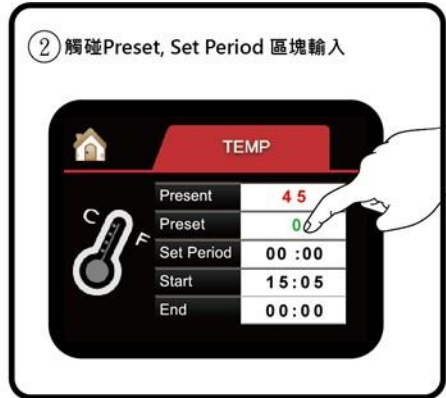 ② 觸碰Preset, Set Period 區塊輸入
TEMP
Present 45
C F Preset 0
Set Period 00 :00
Start 15:05
End 00:00